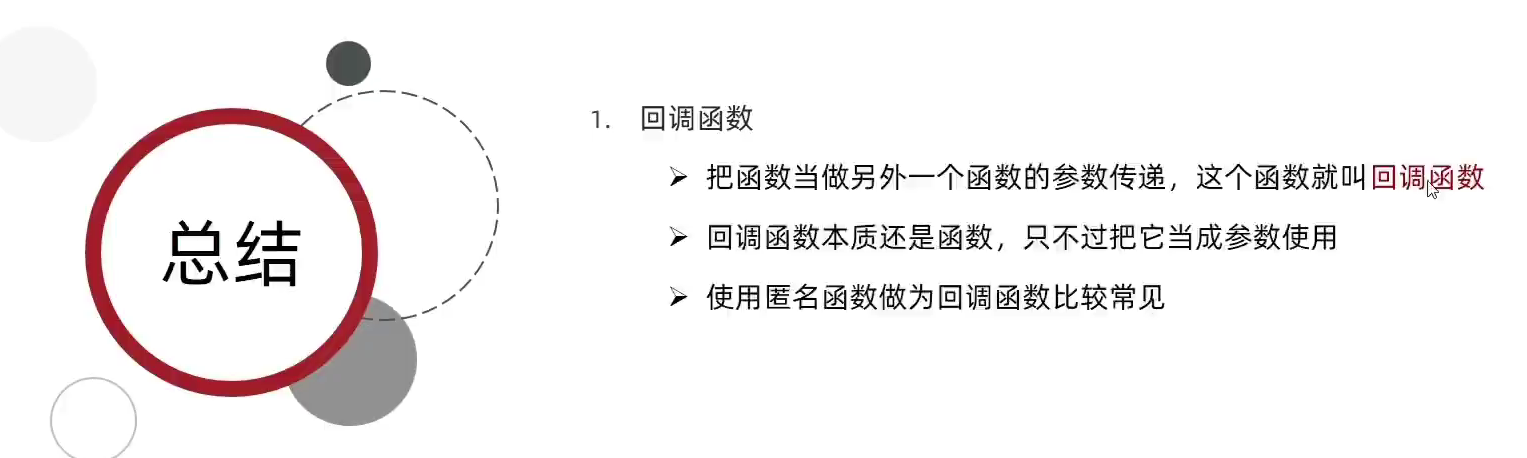 总结
1. 回调函数
➢ 把函数当做另外一个函数的参数传递，这个函数就叫回调函数
➢ 回调函数本质还是函数，只不过把它当成参数使用
➢ 使用匿名函数做为回调函数比较常见